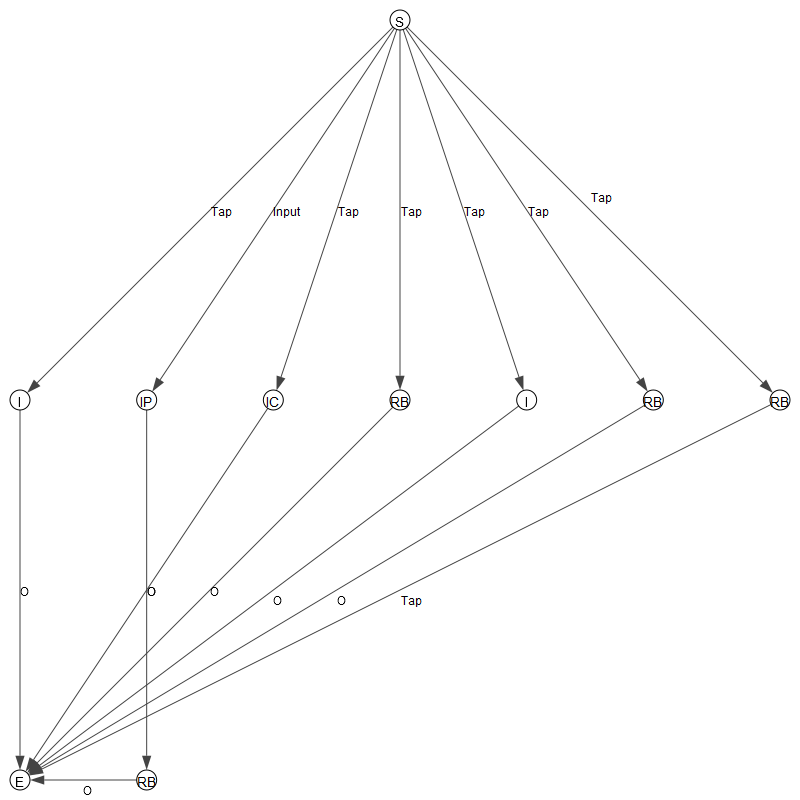 S
Tap
Tap Input Tap Tap Tap Tap
I IP IC RB I RB RB
O O O
O O Tap
E RB
O